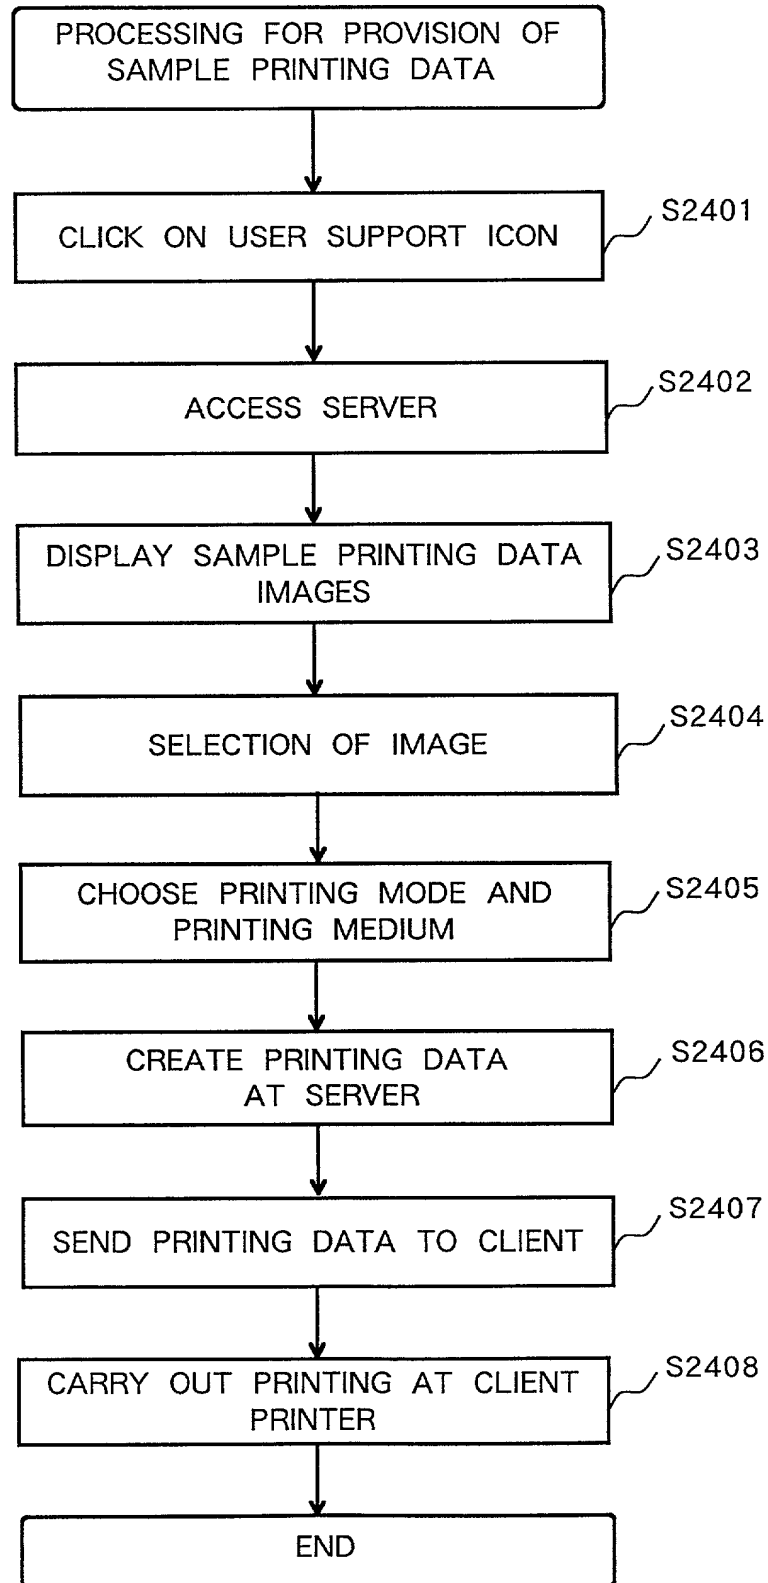 PROCESSING FOR PROVISION OF
SAMPLE PRINTING DATA
CLICK ON USER SUPPORT ICON
S2401
ACCESS SERVER
S2402
DISPLAY SAMPLE PRINTING DATA
IMAGES
S2403
SELECTION OF IMAGE
S2404
CHOOSE PRINTING MODE AND
PRINTING MEDIUM
S2405
CREATE PRINTING DATA
AT SERVER
S2406
SEND PRINTING DATA TO CLIENT
S2407
CARRY OUT PRINTING AT CLIENT
PRINTER
S2408
END